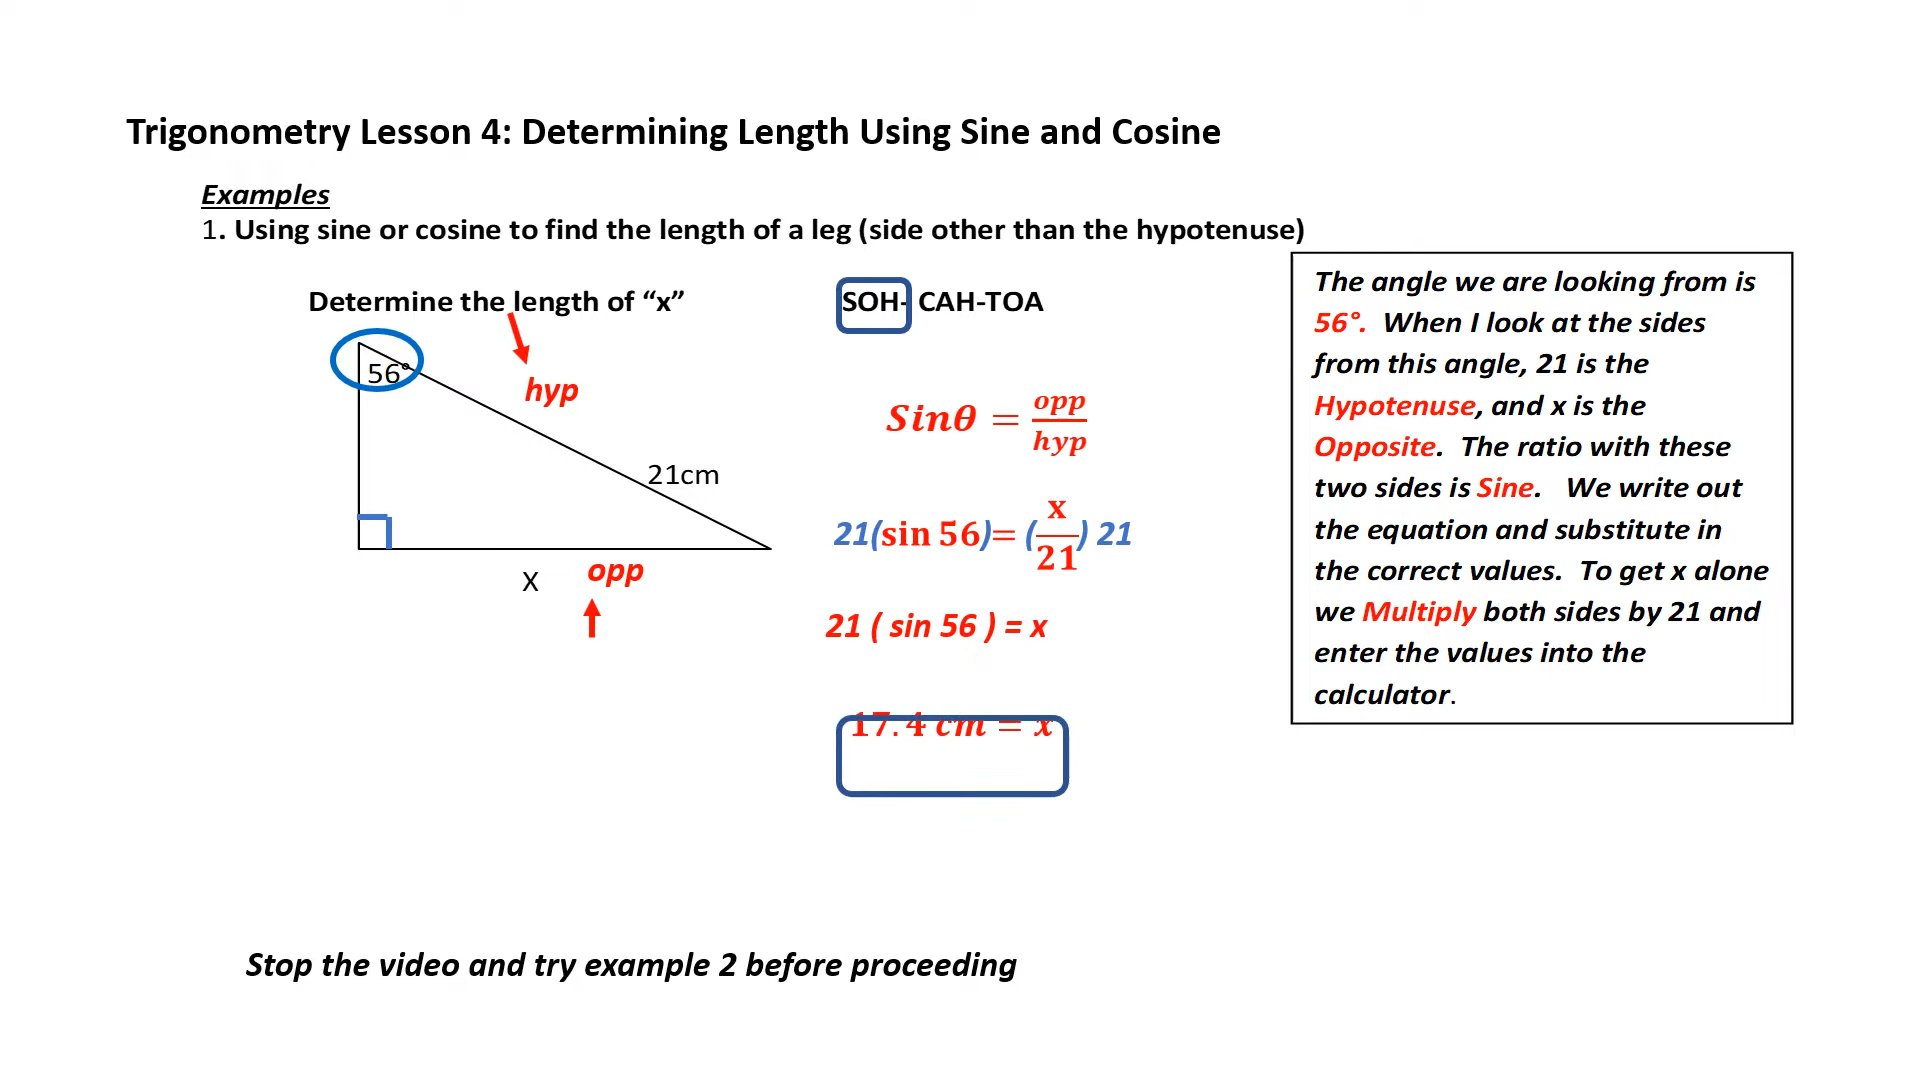 Trigonometry Lesson 4: Determining Length Using Sine and Cosine
Examples
1. Using sine or cosine to find the length of a leg (side other than the hypotenuse)
Determine the length of “x”
SOH- CAH-TOA
56°
hyp
21cm
X
opp
Sinθ = opp/hyp
21(sin 56)= (x/21) 21
21 ( sin 56 ) = x
17.4 cm = x
The angle we are looking from is
56°. When I look at the sides
from this angle, 21 is the
Hypotenuse, and x is the
Opposite. The ratio with these
two sides is Sine. We write out
the equation and substitute in
the correct values. To get x alone
we Multiply both sides by 21 and
enter the values into the
calculator.
Stop the video and try example 2 before proceeding